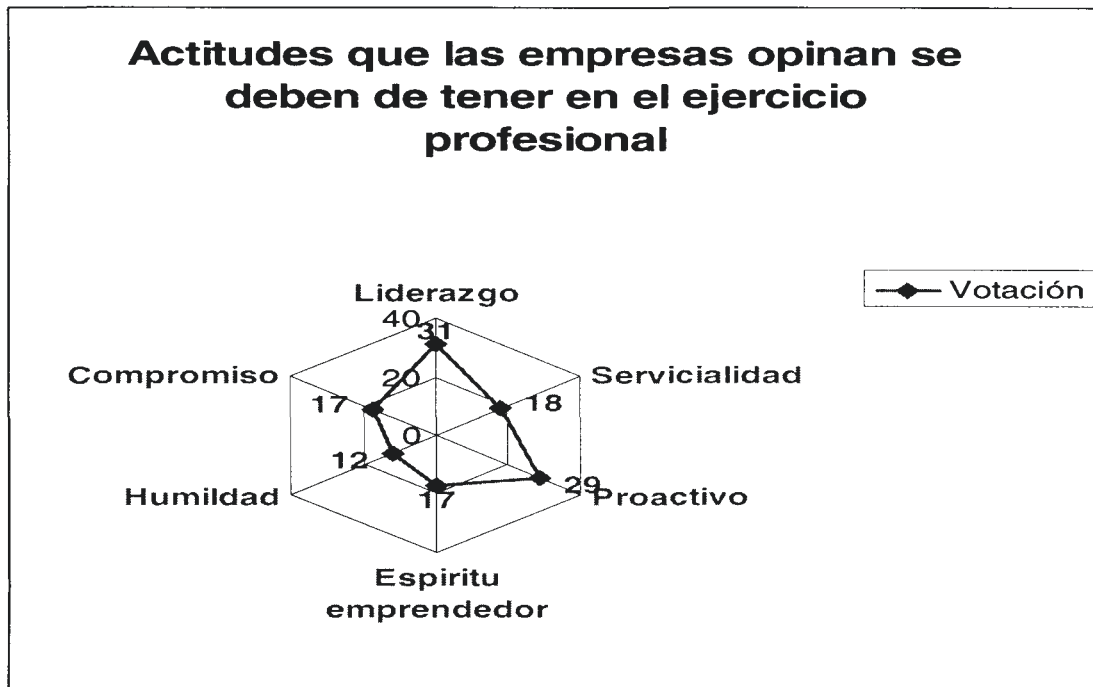 Actitudes que las empresas opinan se
deben de tener en el ejercicio
profesional
Votación
Liderazgo
40
31
Compromiso
20
Servicialidad
17
18
0
12
29
Humildad
17
Proactivo
Espiritu
emprendedor